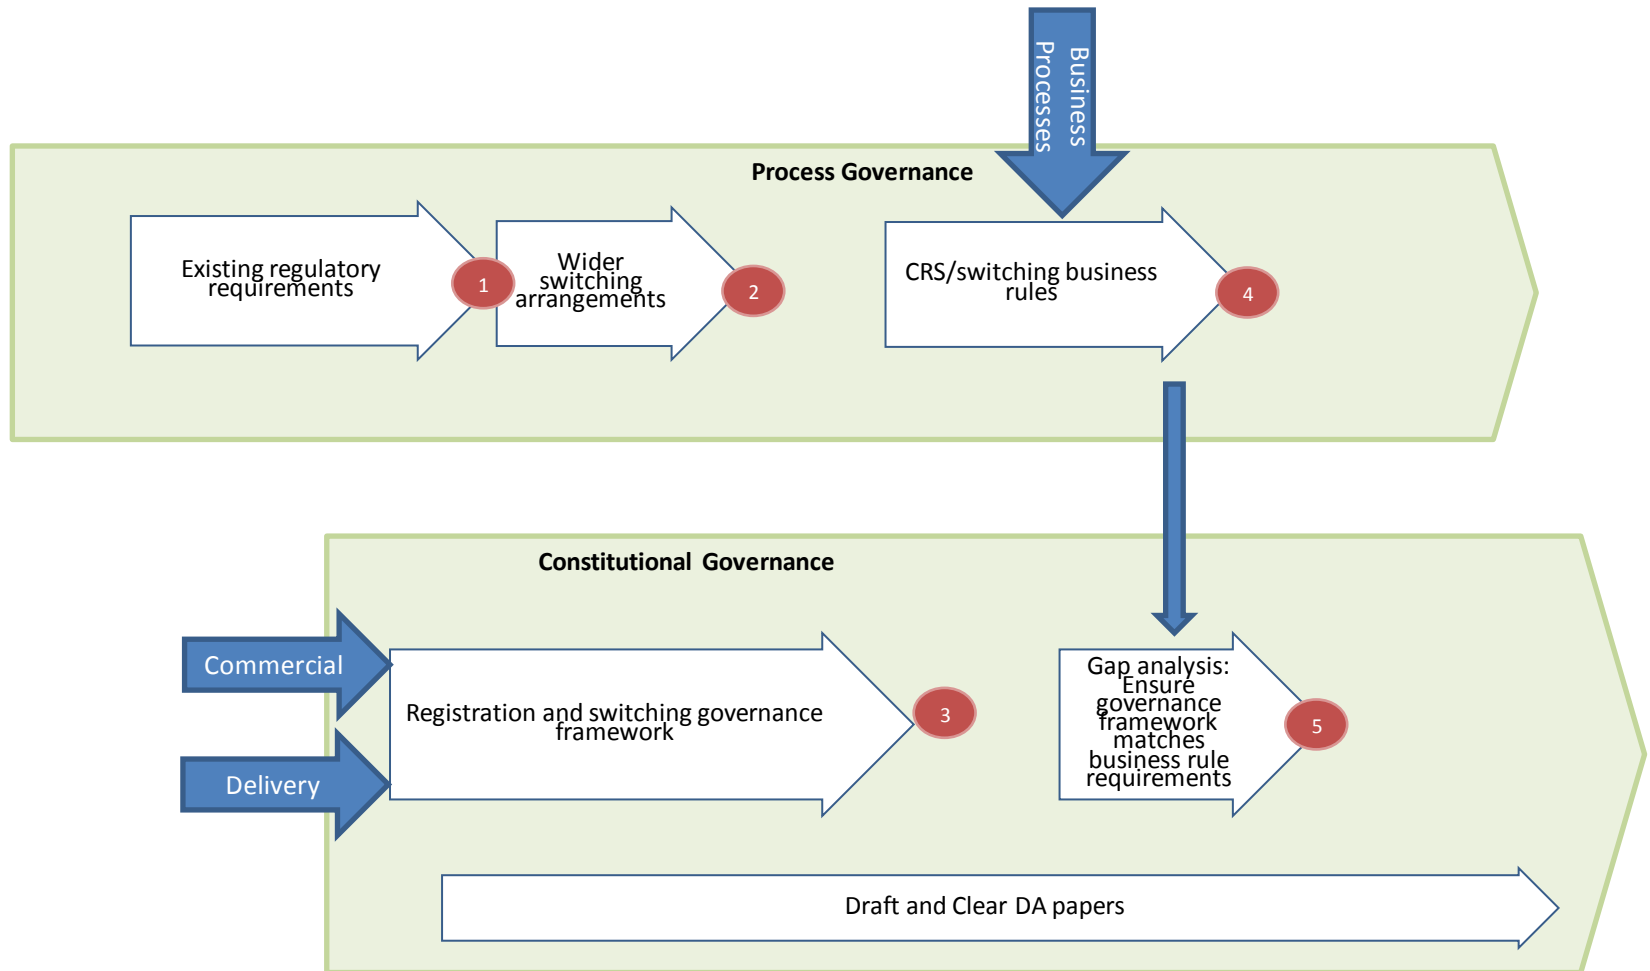 Business
Processes
Process Governance
Existing regulatory
requirements
1
Wider
switching
arrangements
2
CRS/switching business
rules
4
Constitutional Governance
Commercial
Delivery
Registration and switching governance
framework
3
Gap analysis:
Ensure
governance
framework
matches
business rule
requirements
5
Draft and Clear DA papers